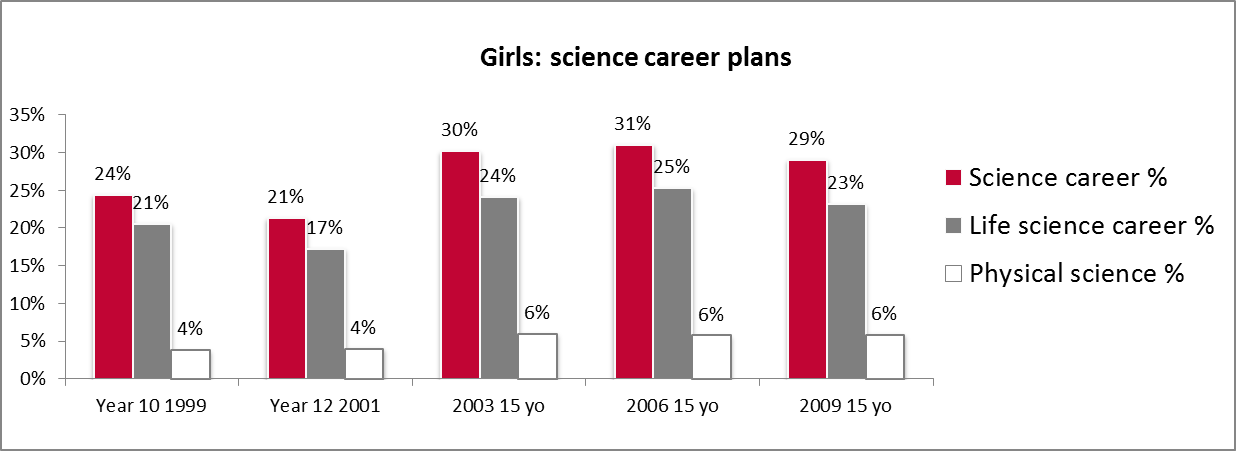 Girls: science career plans
35%
30%
25%
20%
15%
10%
5%
0%
24%
21%
4%
21%
17%
4%
30%
24%
6%
31%
25%
6%
29%
23%
6%
Year 10 1999
Year 12 2001
2003 15 yo
2006 15 yo
2009 15 yo
Science career %
Life science career %
Physical science %